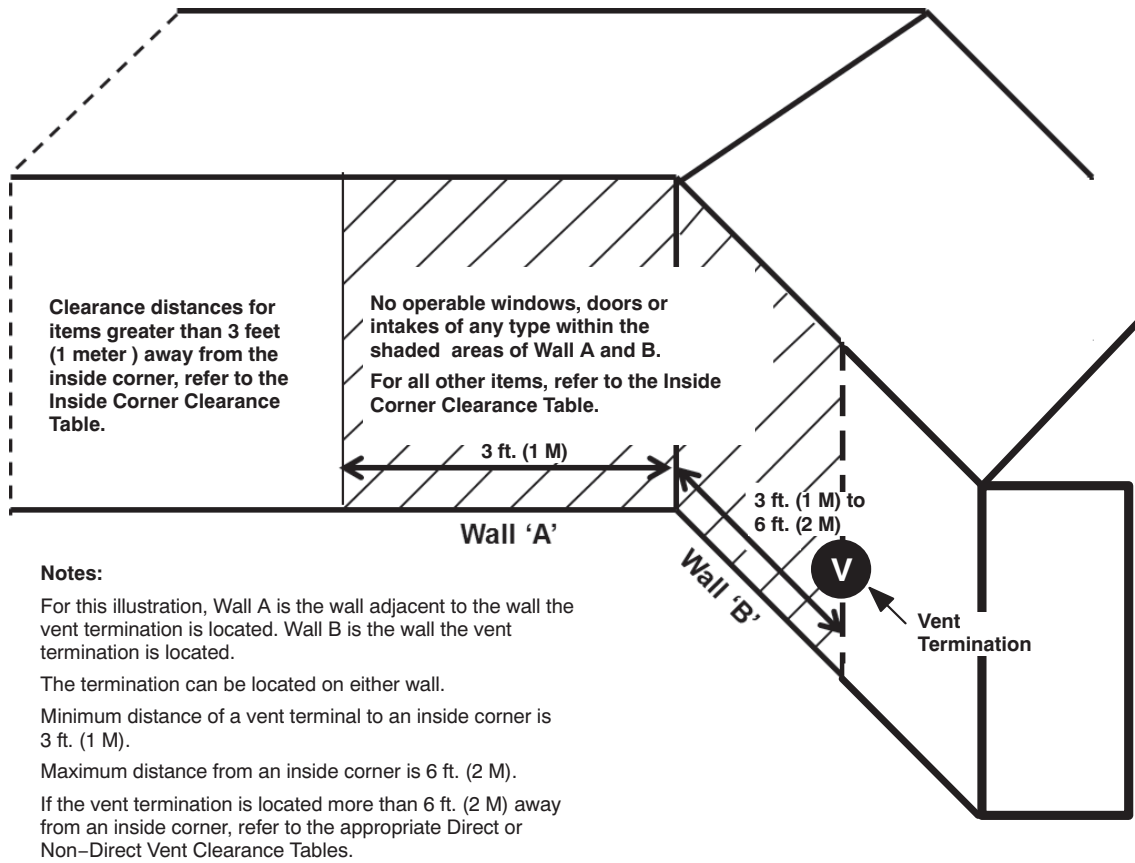 Clearance distances for
items greater than 3 feet
(1 meter ) away from the
inside corner, refer to the
Inside Corner Clearance
Table.
No operable windows, doors or
intakes of any type within the
shaded areas of Wall A and B.
For all other items, refer to the Inside
Corner Clearance Table.
3 ft. (1 M)
3 ft. (1 M) to
6 ft. (2 M)
Wall ‘A’
Wall ‘B’
V
Vent
Termination
Notes:
For this illustration, Wall A is the wall adjacent to the wall the
vent termination is located. Wall B is the wall the vent
termination is located.
The termination can be located on either wall.
Minimum distance of a vent terminal to an inside corner is
3 ft. (1 M).
Maximum distance from an inside corner is 6 ft. (2 M).
If the vent termination is located more than 6 ft. (2 M) away
from an inside corner, refer to the appropriate Direct or
Non−Direct Vent Clearance Tables.